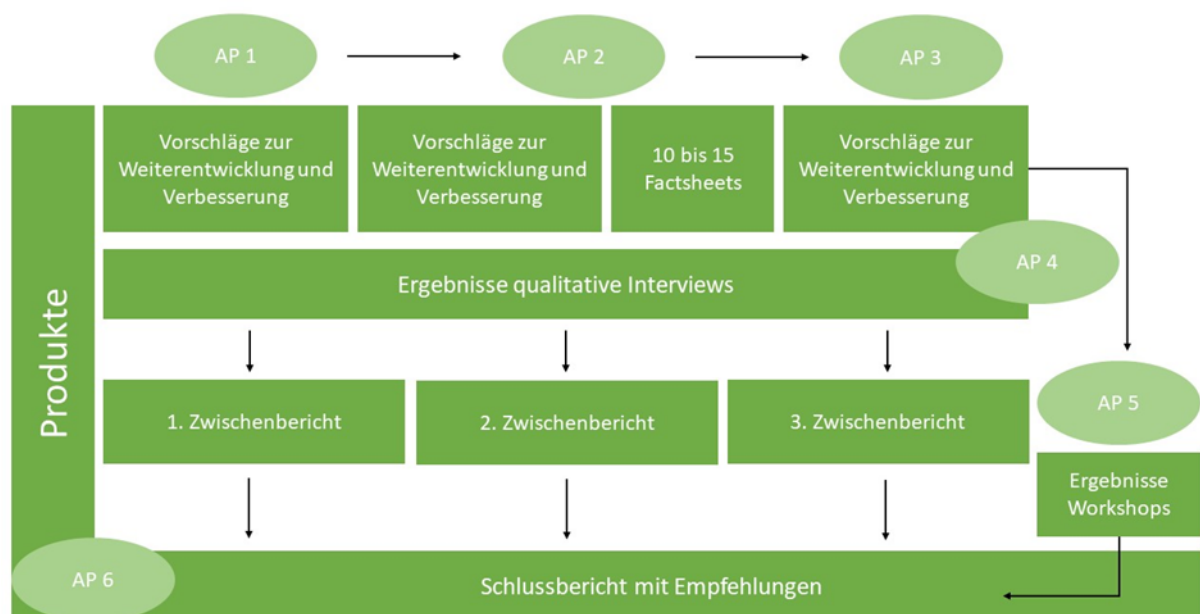 AP 1
AP 2
AP 3
Vorschläge zur
Weiterentwicklung und
Verbesserung
Vorschläge zur
Weiterentwicklung und
Verbesserung
10 bis 15
Factsheets
Vorschläge zur
Weiterentwicklung und
Verbesserung
AP 4
Ergebnisse qualitative Interviews
Produkte
1. Zwischenbericht
2. Zwischenbericht
3. Zwischenbericht
AP 5
Ergebnisse
Workshops
AP 6
Schlussbericht mit Empfehlungen